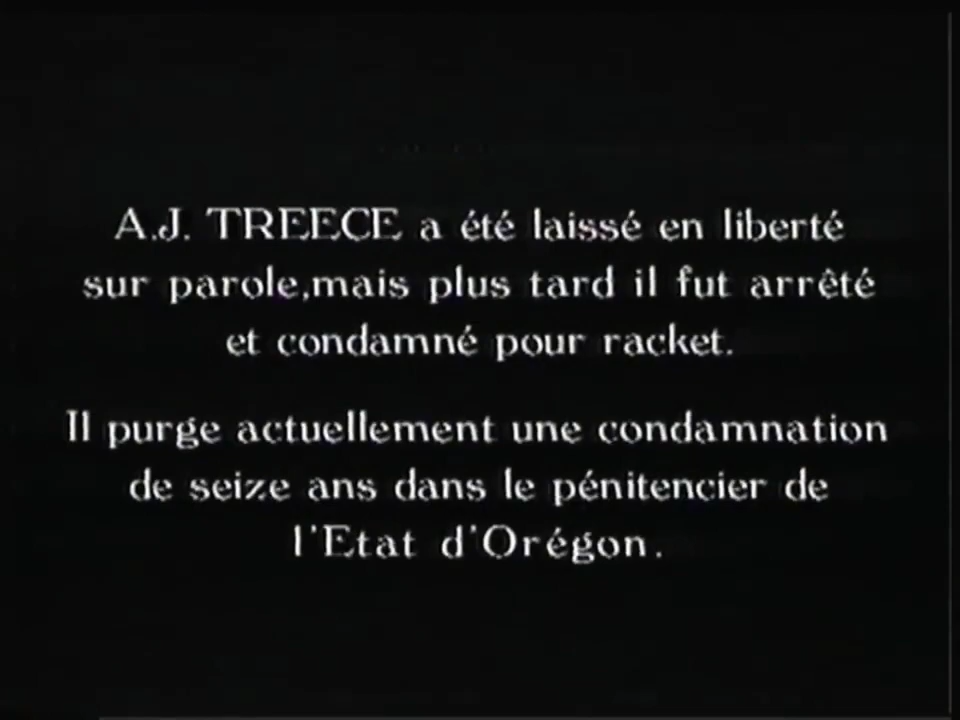 A.J. TREECE a été laissé en liberté
sur parole,mais plus tard il fut arrêté
et condamné pour racket.
Il purge actuellement une condamnation
de seize ans dans le pénitencier de
l'Etat d'Orégon.